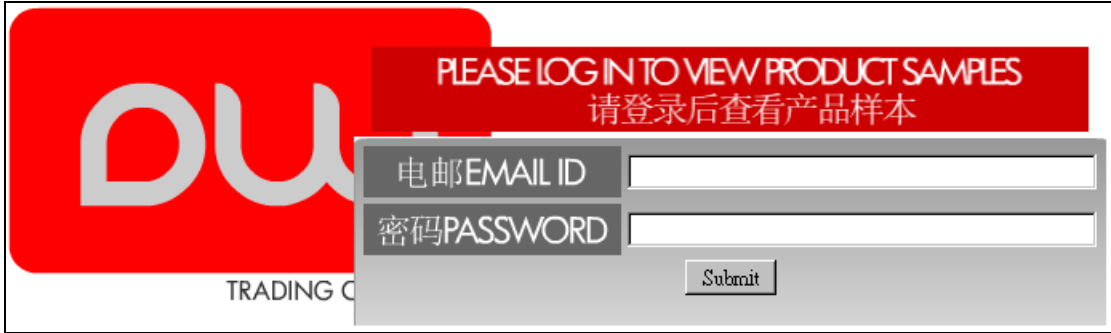 PLEASE LOG IN TO VIEW PRODUCT SAMPLES
请登录后查看产品样本
电邮EMAIL ID
密码PASSWORD
Submit
TRADING